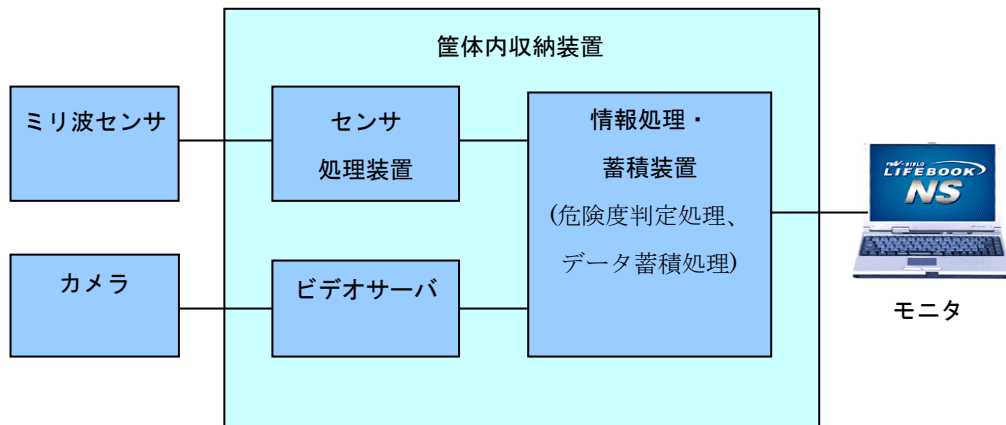 筐体内収納装置
ミリ波センサ
センサ
処理装置
情報処理・
蓄積装置
(危険度判定処理、
データ蓄積処理)
カメラ
ビデオサーバ
FMV-BIBLO
LIFEBOOK
NS
モニタ